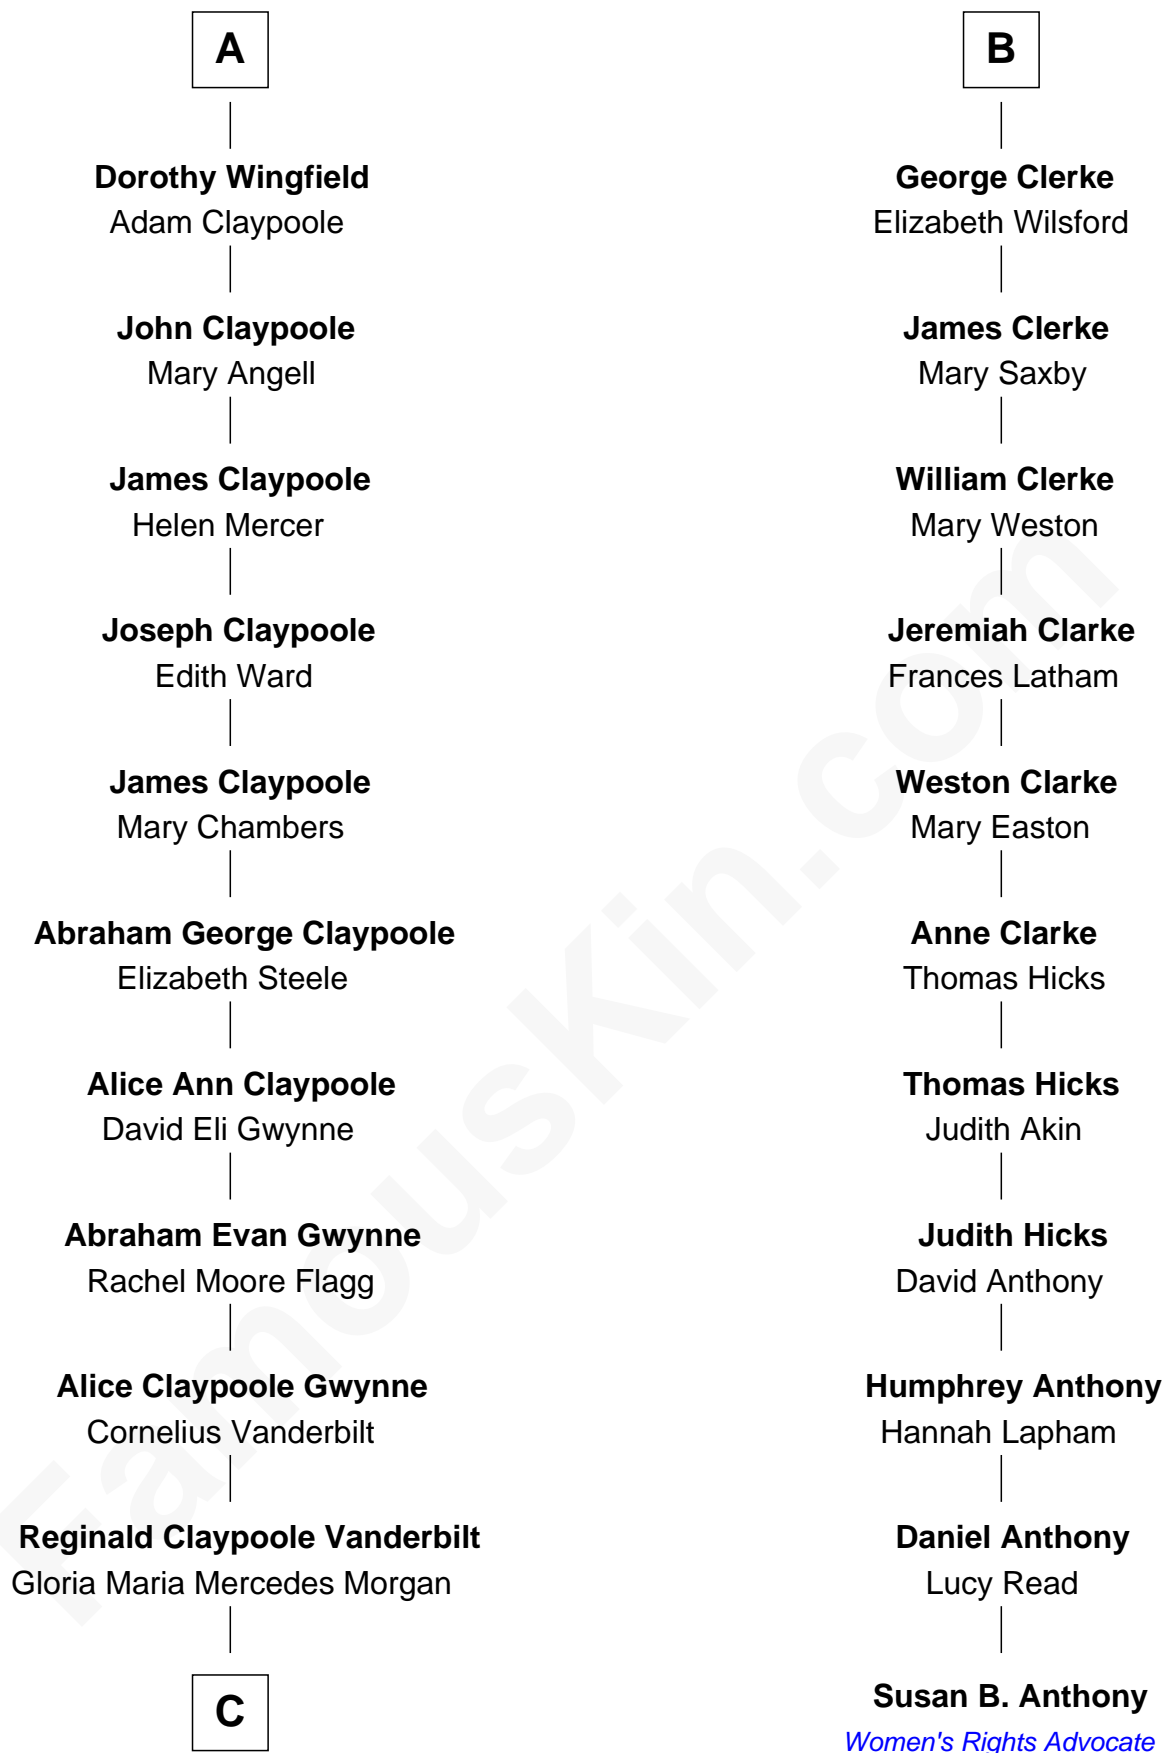 A
Dorothy Wingfield
Adam Claypoole
John Claypoole
Mary Angell
James Claypoole
Helen Mercer
Joseph Claypoole
Edith Ward
James Claypoole
Mary Chambers
Abraham George Claypoole
Elizabeth Steele
Alice Ann Claypoole
David Eli Gwynne
Abraham Evan Gwynne
Rachel Moore Flagg
Alice Claypoole Gwynne
Cornelius Vanderbilt
Reginald Claypoole Vanderbilt
Gloria Maria Mercedes Morgan
C
B
George Clerke
Elizabeth Wilsford
James Clerke
Mary Saxby
William Clerke
Mary Weston
Jeremiah Clarke
Frances Latham
Weston Clarke
Mary Easton
Anne Clarke
Thomas Hicks
Thomas Hicks
Judith Akin
Judith Hicks
David Anthony
Humphrey Anthony
Hannah Lapham
Daniel Anthony
Lucy Read
Susan B. Anthony
Women's Rights Advocate
FamousKin.com